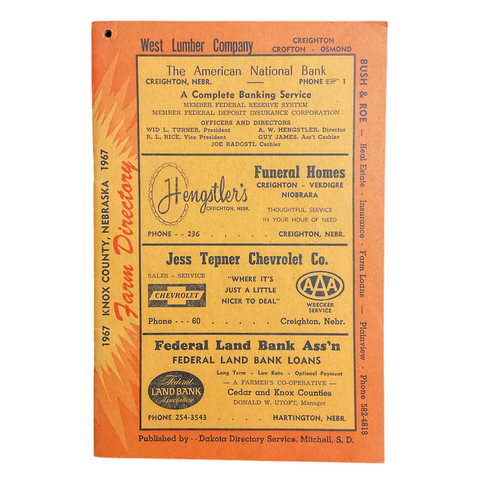 West Lumber Company
CREIGHTON
CROFTON - OSMOND
The American National Bank
CREIGHTON, NEBR. PHONE 1
A Complete Banking Service
MEMBER FEDERAL RESERVE SYSTEM
MEMBER FEDERAL DEPOSIT INSURANCE CORPORATION
OFFICERS AND DIRECTORS
WID L. TURNER, President A. W. HENGSTLER, Director
R. L. RICE, Vice President GUY JAMES, Ass't Cashier
JOE RADOSTI, Cashier
Hengstler's
CREIGHTON, NEBR.
Funeral Homes
CREIGHTON - VERDIGRE
NIOBRARA
THOUGHTFUL SERVICE
IN YOUR HOUR OF NEED
PHONE - - 236 . . . . . CREIGHTON, NEBR.
Jess Tepner Chevrolet Co.
SALES - SERVICE
CHEVROLET
"WHERE IT'S
JUST A LITTLE
NICER TO DEAL"
AAA
WRECKER
SERVICE
Phone - - - 60 . . . . . Creighton, Nebr.
Federal Land Bank Ass'n
FEDERAL LAND BANK LOANS
Long Term - Low Rate - Optional Payment
— A FARMER'S CO-OPERATIVE —
Cedar and Knox Counties
DONALD W. UTOFT, Manager
Federal
LAND BANK
Association
PHONE 254-3543 . . . . . HARTINGTON, NEBR.
Published by - - Dakota Directory Service, Mitchell, S. D.
1967 KNOX COUNTY, NEBRASKA 1967
Farm Directory
BUSH & ROE — Real Estate - Insurance - Farm Loans — Plainview - Phone 582-4818